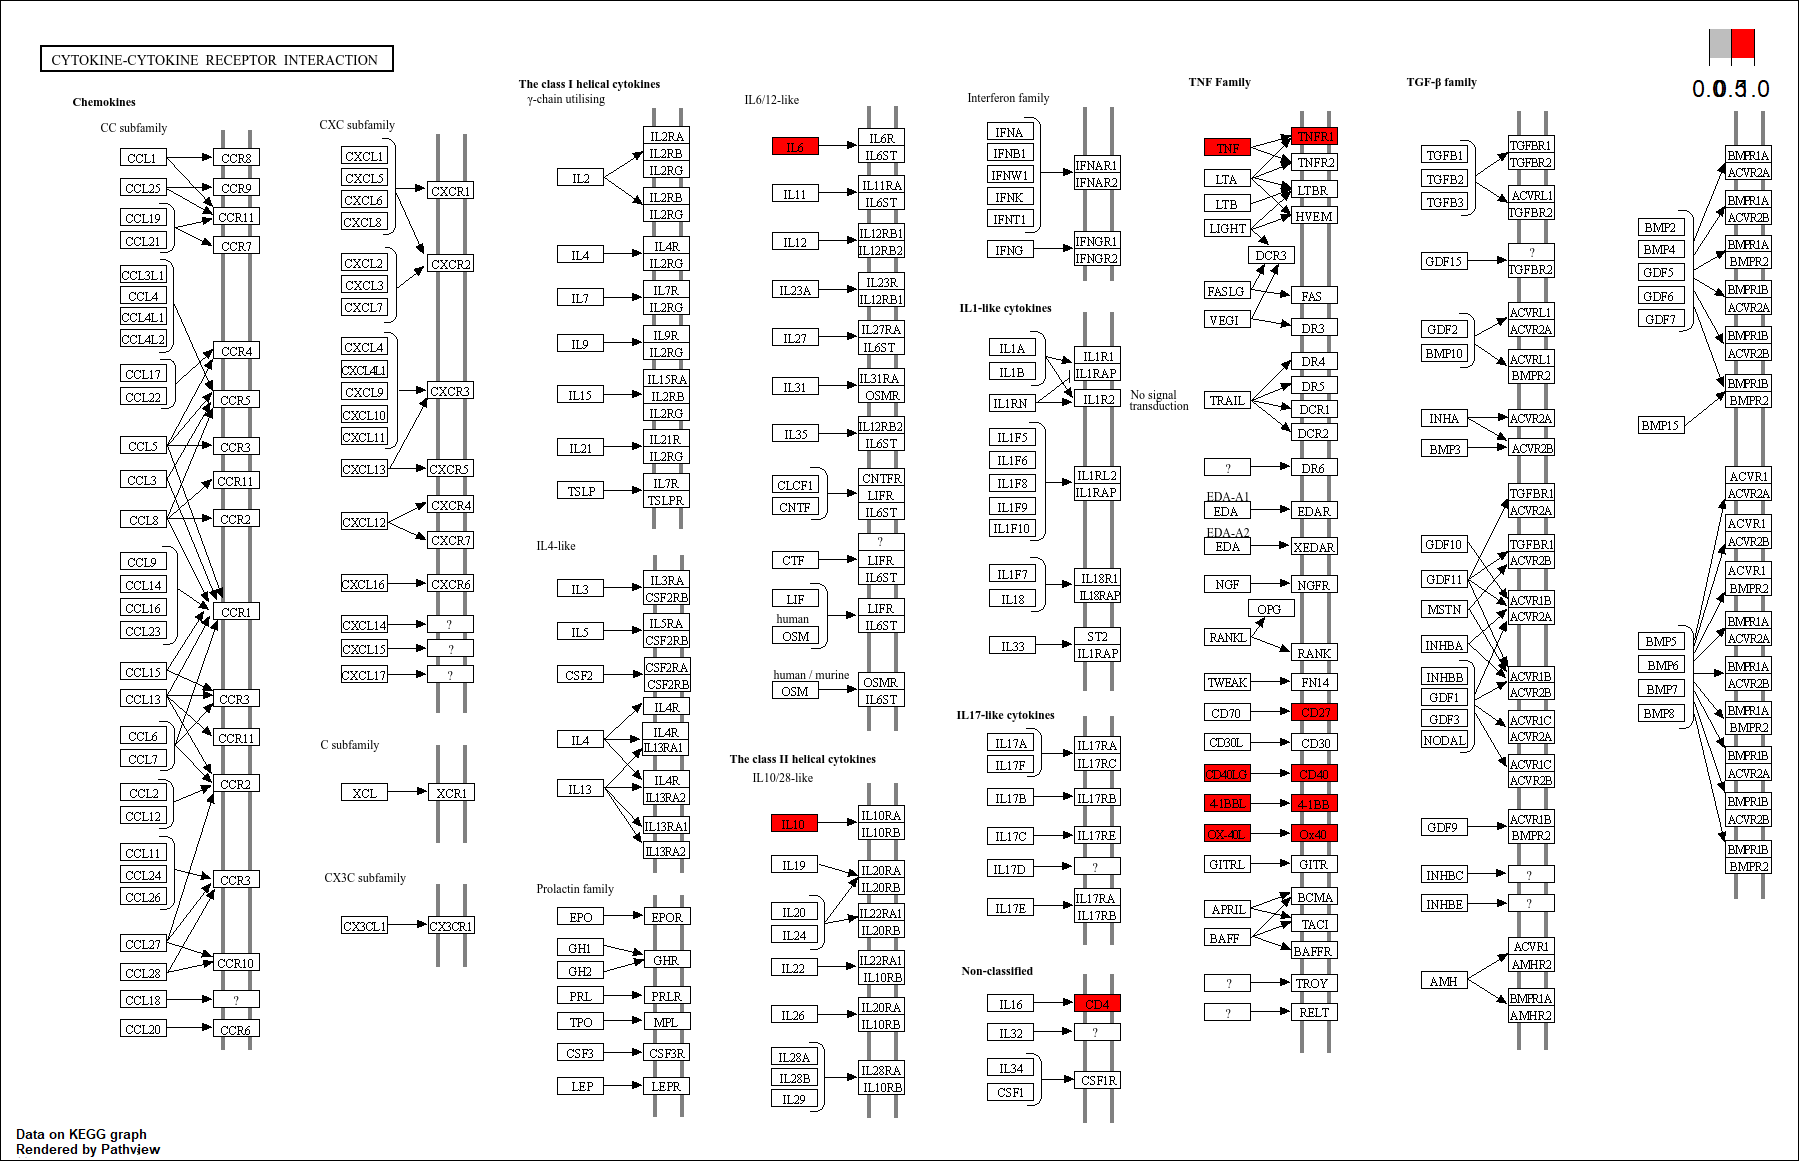 CYTOKINE-CYTOKINE RECEPTOR INTERACTION
0.0
0.5
1.0
Chemokines
CC subfamily
CCL1
CCR8
CCL25
CCR9
CCL19
CCR11
CCL21
CCR7
CCL3L1
CCL4
CCL4L1
CCL4L2
CCR4
CCL17
CCL22
CCR5
CCL5
CCR3
CCL3
CCR11
CCL8
CCR2
CCL9
CCL14
CCL16
CCR1
CCL23
CCL15
CCL13
CCR3
CCL6
CCR11
CCL7
CCR2
CCL2
CCL12
CCL11
CCL24
CCR3
CCL26
CCL27
CCR10
CCL28
CCL18
?
CCL20
CCR6
CXC subfamily
CXCL1
CXCL5
CXCR1
CXCL6
CXCL8
CXCL2
CXCR2
CXCL3
CXCL7
CXCL4
CXCL4L1
CXCL9
CXCR3
CXCL10
CXCL11
CXCL13
CXCR5
CXCR4
CXCL12
CXCR7
CXCL16
CXCR6
CXCL14
?
CXCL15
?
CXCL17
?
C subfamily
XCL
XCR1
CX3C subfamily
CX3CL1
CX3CR1
The class I helical cytokines
γ-chain utilising
IL2RA
IL2RB
IL2RG
IL2
IL2RB
IL2RG
IL4
IL4R
IL2RG
IL7
IL7R
IL2RG
IL9
IL9R
IL2RG
IL15
IL15RA
IL2RB
IL2RG
IL21
IL21R
IL2RG
TSLP
IL7R
TSLPR
IL4-like
IL3
IL3RA
CSF2RB
IL5
IL5RA
CSF2RB
CSF2
CSF2RA
CSF2RB
IL4R
IL4
IL4R
IL13RA1
IL13
IL4R
IL13RA2
IL13RA1
IL13RA2
Prolactin family
EPO
EPOR
GH1
GHR
GH2
PRL
PRLR
TPO
MPL
CSF3
CSF3R
LEP
LEPR
IL6/12-like
IL6
IL6R
IL6ST
IL11
IL11RA
IL6ST
IL12
IL12RB1
IL12RB2
IL23A
IL23R
IL12RB1
IL27
IL27RA
IL6ST
IL31
IL31RA
OSMR
IL35
IL12RB2
IL6ST
CLCF1
CNTF
CNTFR
LIFR
IL6ST
CTF
?
LIFR
IL6ST
LIF
human
OSM
LIFR
IL6ST
human / murine
OSM
OSMR
IL6ST
The class II helical cytokines
IL10/28-like
IL10
IL10RA
IL10RB
IL19
IL20RA
IL20RB
IL20
IL24
IL22RA1
IL20RB
IL22
IL22RA1
IL10RB
IL26
IL20RA
IL10RB
IL28A
IL28B
IL29
IL28RA
IL10RB
Interferon family
IFNA
IFNB1
IFNW1
IFNK
IFNT1
IFNAR1
IFNAR2
IFNG
IFNGR1
IFNGR2
IL1-like cytokines
IL1A
IL1B
IL1R1
IL1RAP
IL1RN
IL1R2
No signal
transduction
IL1F5
IL1F6
IL1F8
IL1F9
IL1F10
IL1RL2
IL1RAP
IL1F7
IL18
IL18R1
IL18RAP
IL33
ST2
IL1RAP
IL17-like cytokines
IL17A
IL17F
IL17RA
IL17RC
IL17B
IL17RB
IL17C
IL17RE
IL17D
?
IL17E
IL17RA
IL17RB
Non-classified
IL16
CD4
IL32
?
IL34
CSF1
CSF1R
TNF Family
TNF
TNFR1
TNFR2
LTA
LTBR
LTB
HVEM
LIGHT
DCR3
FASLG
FAS
VEGI
DR3
DR4
DR5
TRAIL
DCR1
DCR2
?
DR6
EDA-A1
EDA
EDAR
EDA-A2
EDA
XEDAR
NGF
NGFR
OPG
RANKL
RANK
TWEAK
FN14
CD70
CD27
CD30L
CD30
CD40LG
CD40
4-1BBL
4-1BB
OX-40L
Ox40
GITRL
GITR
BCMA
APRIL
TACI
BAFF
BAFFR
?
TROY
?
RELT
TGF-β family
TGFB1
TGFB2
TGFB3
TGFBR1
TGFBR2
ACVRL1
TGFBR2
GDF15
?
TGFBR2
GDF2
BMP10
ACVRL1
ACVR2A
ACVRL1
BMPR2
INHA
ACVR2A
BMP3
ACVR2B
TGFBR1
ACVR2A
GDF10
TGFBR1
ACVR2B
GDF11
MSTN
ACVR1B
ACVR2A
INHBA
INHBB
GDF1
GDF3
NODAL
ACVR1B
ACVR2B
ACVR1C
ACVR2A
ACVR1C
ACVR2B
GDF9
ACVR1B
BMPR2
INHBC
?
INHBE
?
AMH
ACVR1
AMHR2
BMPR1A
AMHR2
BMP2
BMP4
GDF5
GDF6
GDF7
BMPR1A
ACVR2A
BMPR1A
ACVR2B
BMPR1A
BMPR2
BMPR1B
ACVR2A
BMPR1B
ACVR2B
BMPR1B
BMPR2
BMP15
ACVR1
ACVR2A
ACVR1
ACVR2B
ACVR1
BMPR2
BMP5
BMP6
BMP7
BMP8
BMPR1A
ACVR2A
BMPR1A
ACVR2B
BMPR1A
BMPR2
BMPR1B
ACVR2A
BMPR1B
ACVR2B
BMPR1B
BMPR2
Data on KEGG graph
Rendered by Pathview